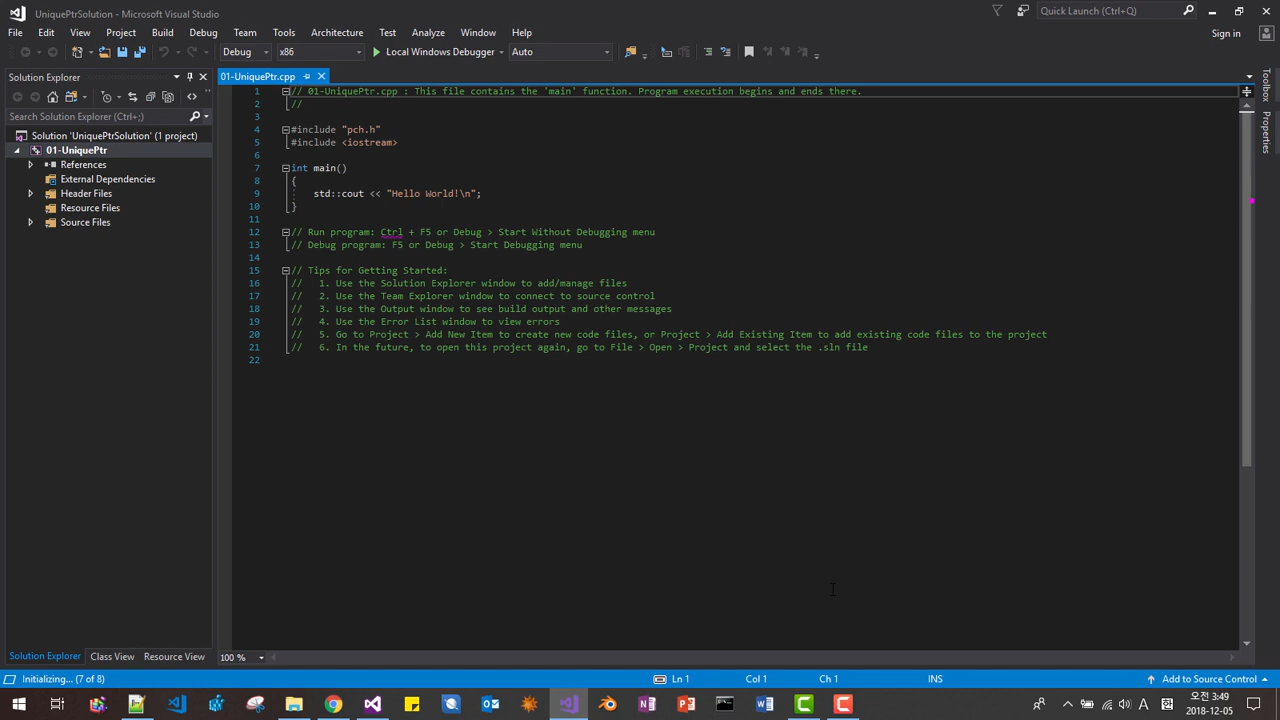 UniquePtrSolution - Microsoft Visual Studio
Quick Launch (Ctrl+Q)
File Edit View Project Build Debug Team Tools Architecture Test Analyze Window Help
Sign in
Debug x86 Local Windows Debugger Auto
Solution Explorer
Search Solution Explorer (Ctrl+;)
Solution 'UniquePtrSolution' (1 project)
01-UniquePtr
References
External Dependencies
Header Files
Resource Files
Source Files
Solution Explorer Class View Resource View
01-UniquePtr.cpp
1 // 01-UniquePtr.cpp : This file contains the 'main' function. Program execution begins and ends there.
2 //
3
4 #include "pch.h"
5 #include <iostream>
6
7 int main()
8 {
9 std::cout << "Hello World!\n";
10 }
11
12 // Run program: Ctrl + F5 or Debug > Start Without Debugging menu
13 // Debug program: F5 or Debug > Start Debugging menu
14
15 // Tips for Getting Started:
16 // 1. Use the Solution Explorer window to add/manage files
17 // 2. Use the Team Explorer window to connect to source control
18 // 3. Use the Output window to see build output and other messages
19 // 4. Use the Error List window to view errors
20 // 5. Go to Project > Add New Item to create new code files, or Project > Add Existing Item to add existing code files to the project
21 // 6. In the future, to open this project again, go to File > Open > Project and select the .sln file
22
100 %
Toolbox
Properties
Initializing... (7 of 8) Ln 1 Col 1 Ch 1 INS Add to Source Control
A
오전 3:49
2018-12-05